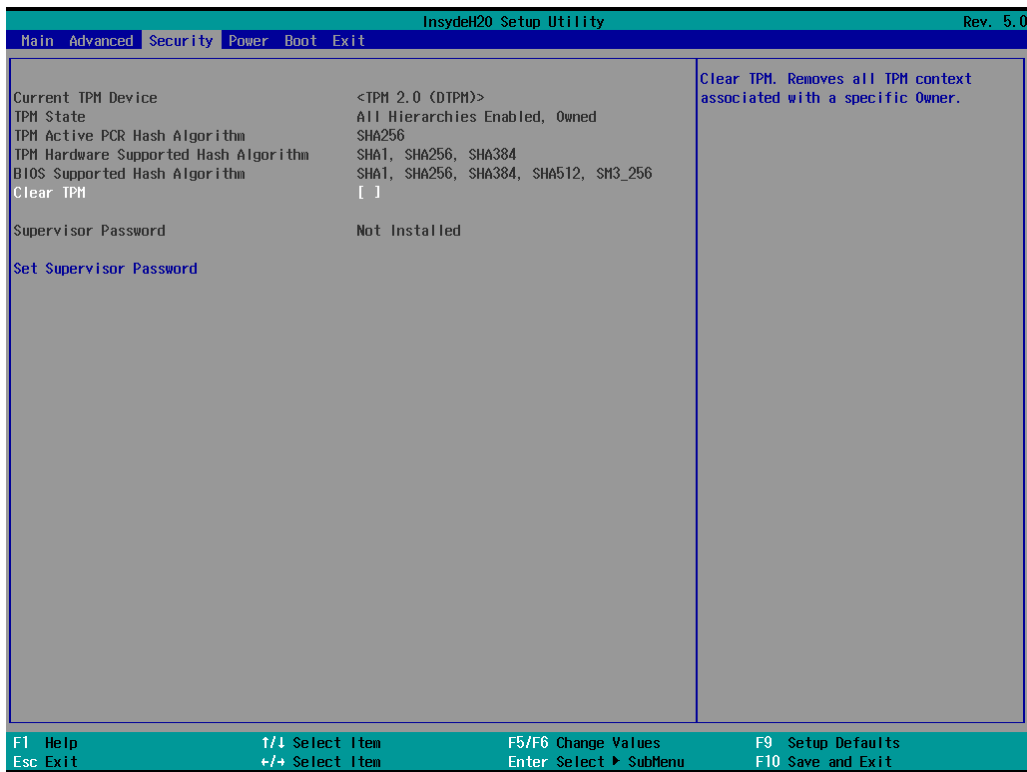 InsydeH20 Setup Utility Rev. 5.0
Main Advanced Security Power Boot Exit
Current TPM Device <TPM 2.0 (DTPM)>
TPM State All Hierarchies Enabled, Owned
TPM Active PCR Hash Algorithm SHA256
TPM Hardware Supported Hash Algorithm SHA1, SHA256, SHA384
BIOS Supported Hash Algorithm SHA1, SHA256, SHA384, SHA512, SM3_256
Clear TPM [ ]
Supervisor Password Not Installed
Set Supervisor Password
Clear TPM. Removes all TPM context
associated with a specific Owner.
F1 Help ↑/↓ Select Item F5/F6 Change Values F9 Setup Defaults
Esc Exit ←/→ Select Item Enter Select ▶ SubMenu F10 Save and Exit